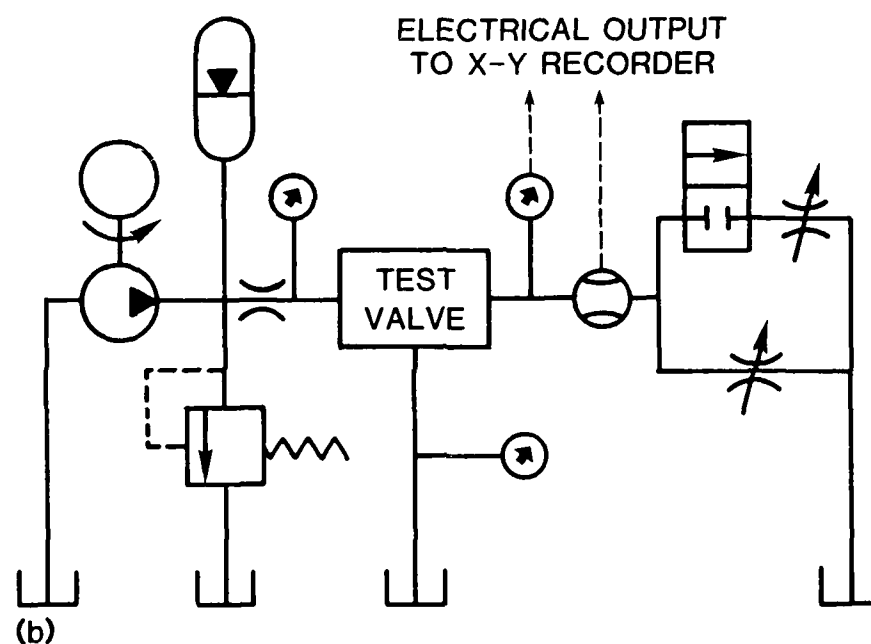 ELECTRICAL OUTPUT
TO X-Y RECORDER
TEST
VALVE
(b)